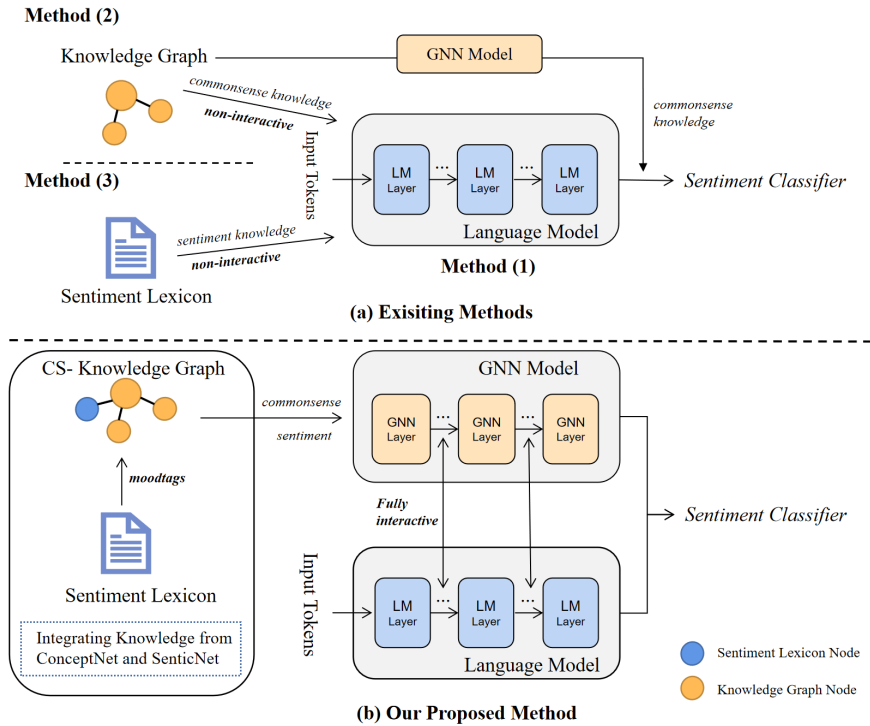 Method (2)
Knowledge Graph
GNN Model
commonsense knowledge
non-interactive
commonsense
knowledge
Input Tokens
LM
Layer
...
LM
Layer
...
LM
Layer
...
Language Model
Sentiment Classifier
Method (3)
sentiment knowledge
non-interactive
Sentiment Lexicon
Method (1)
(a) Exisiting Methods
CS- Knowledge Graph
moodtags
Sentiment Lexicon
Integrating Knowledge from
ConceptNet and SenticNet
commonsense
sentiment
GNN Model
GNN
Layer
...
GNN
Layer
...
GNN
Layer
Fully
interactive
Sentiment Classifier
Input Tokens
LM
Layer
...
LM
Layer
...
LM
Layer
Language Model
Sentiment Lexicon Node
Knowledge Graph Node
(b) Our Proposed Method